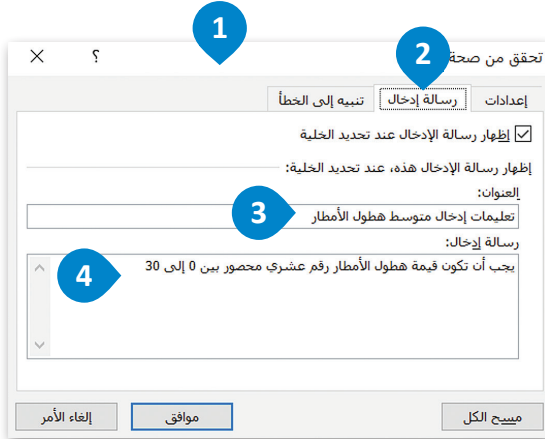 1
2
تحقق من صحة
؟
إعدادات
رسالة إدخال
تنبيه إلى الخطأ
إظهار رسالة الإدخال عند تحديد الخلية
إظهار رسالة الإدخال هذه، عند تحديد الخلية:
العنوان:
تعليمات إدخال متوسط هطول الأمطار
3
رسالة إدخال:
يجب أن تكون قيمة هطول الأمطار رقم عشري محصور بين 0 إلى 30
4
مسح الكل
موافق
إلغاء الأمر